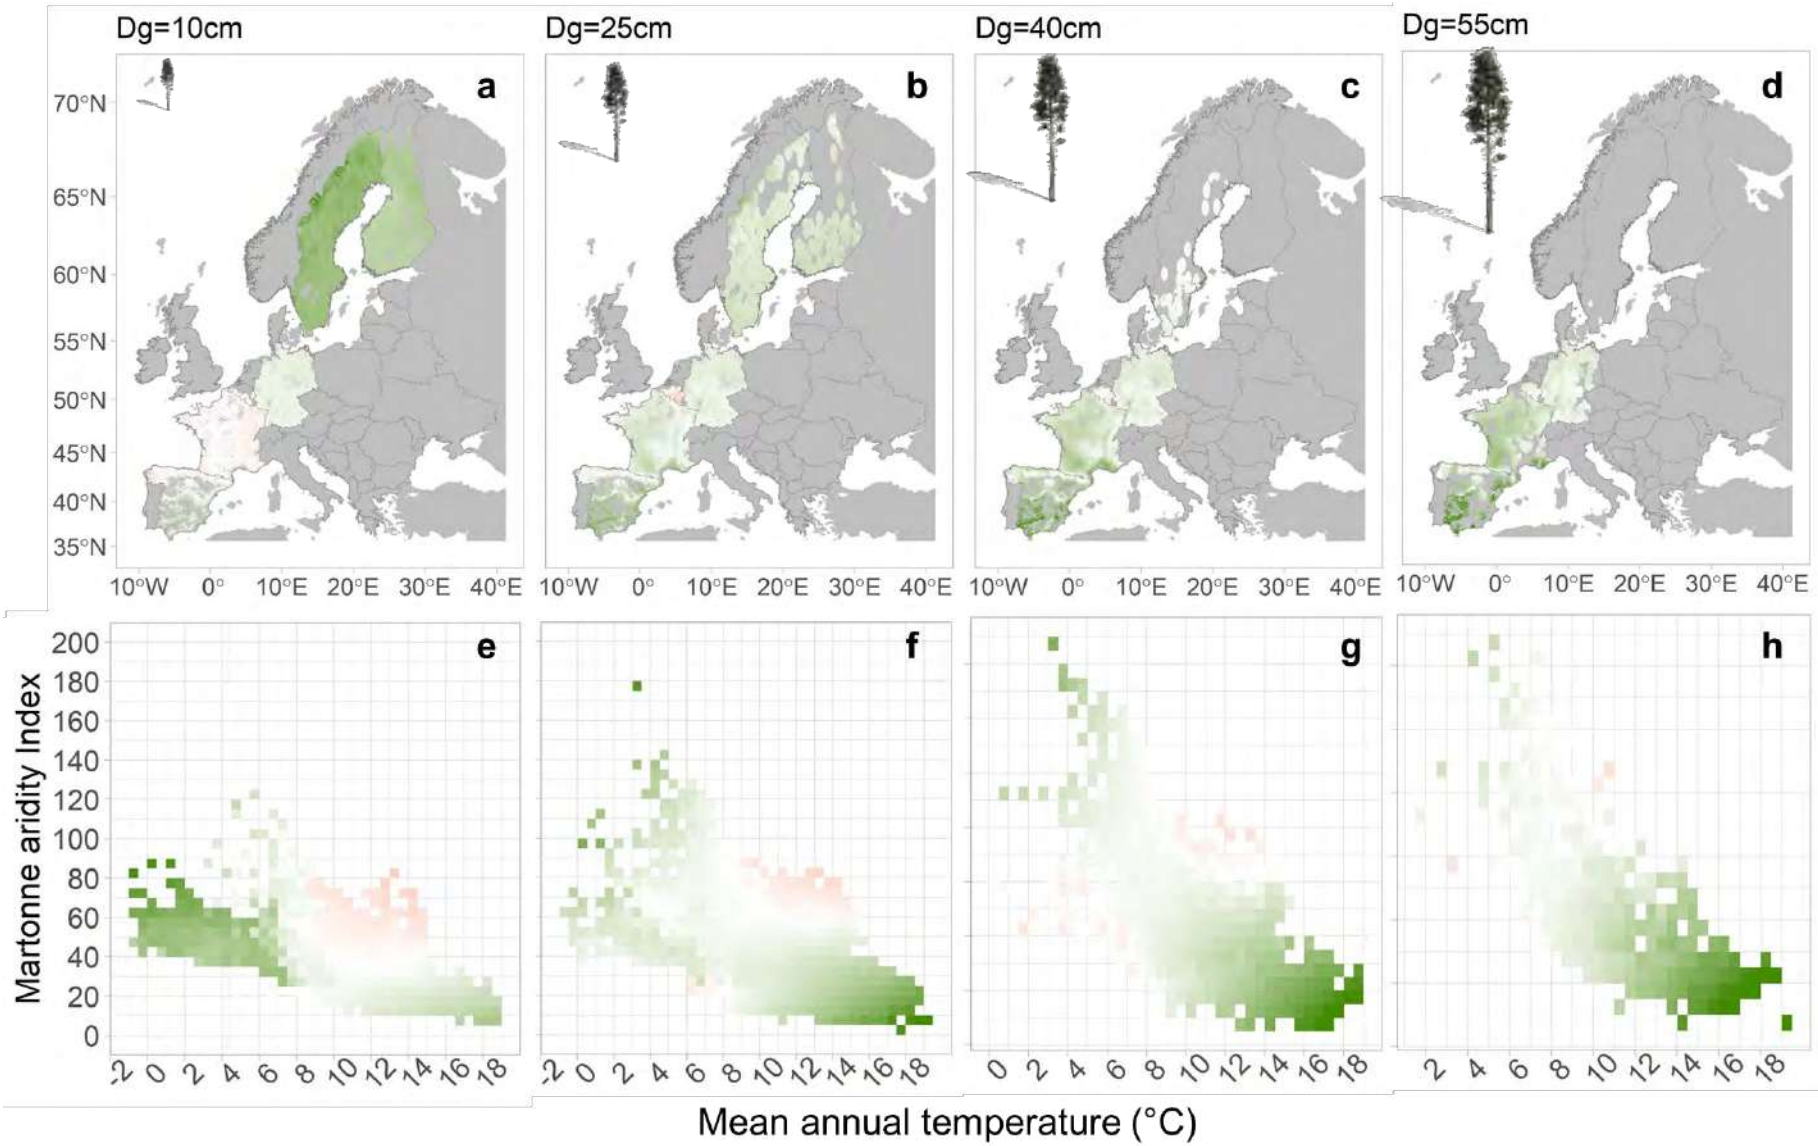 Dg=10cm
Dg=25cm
Dg=40cm
Dg=55cm
a
b
c
d
70°N
65°N
60°N
55°N
50°N
45°N
40°N
35°N
10°W 0° 10°E 20°E 30°E 40°E
10°W 0° 10°E 20°E 30°E 40°E
10°W 0° 10°E 20°E 30°E 40°E
10°W 0° 10°E 20°E 30°E 40°E
Martonne aridity Index
200
180
160
140
120
100
80
60
40
20
0
e
f
g
h
-2 0 2 4 6 8 10 12 14 16 18
-2 0 2 4 6 8 10 12 14 16 18
0 2 4 6 8 10 12 14 16 18
2 4 6 8 10 12 14 16 18
Mean annual temperature (°C)